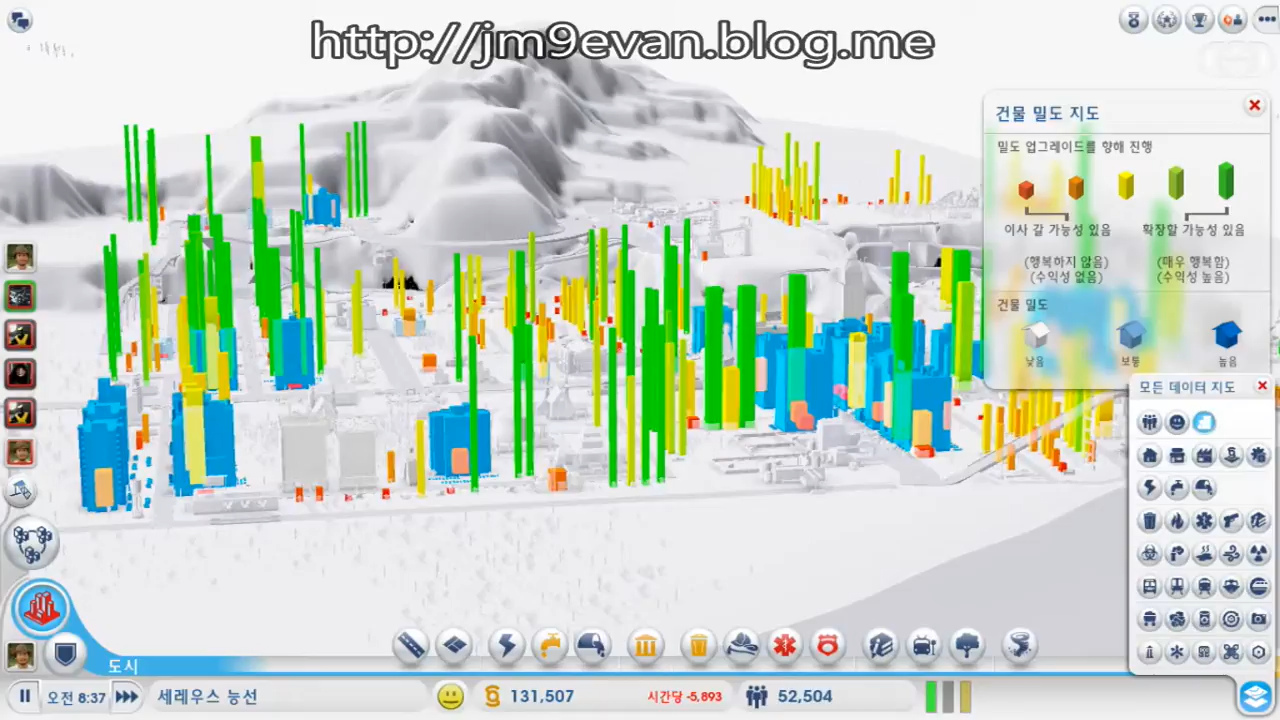 http://jm9evan.blog.me
건물 밀도 지도
밀도 업그레이드를 향해 진행
이사 갈 가능성 있음
확장할 가능성 있음
(행복하지 않음)
(매우 행복함)
(수익성 없음)
(수익성 높음)
건물 밀도
낮음
보통
높음
모든 데이터 지도
도시
오전 8:37
세레우스 능선
131,507
시간당 -5,893
52,504